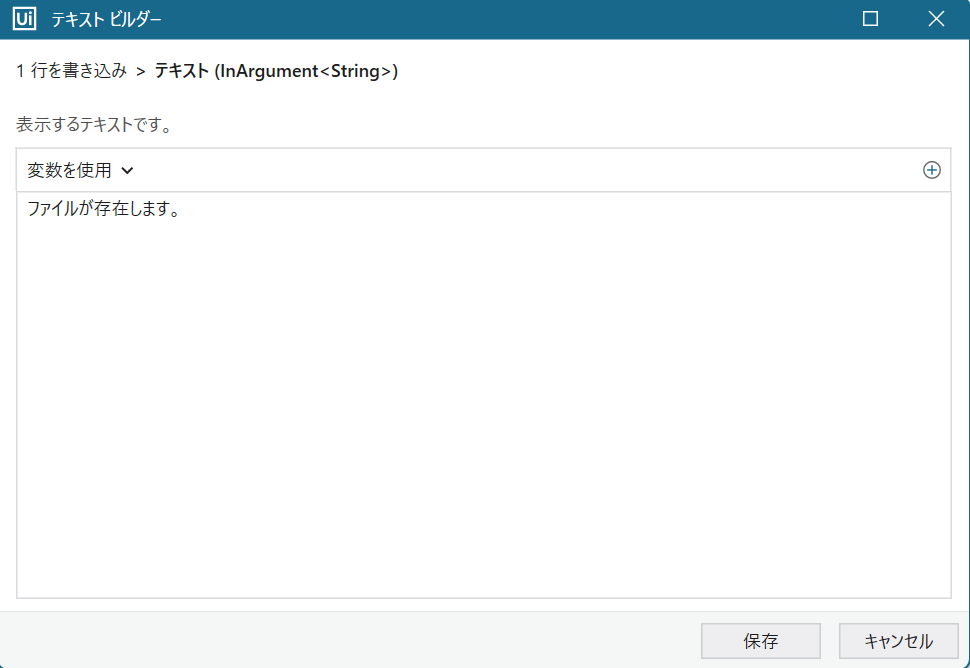 Ui テキスト ビルダー
1 行を書き込み > テキスト (InArgument<String>)
表示するテキストです。
変数を使用
ファイルが存在します。
保存 キャンセル